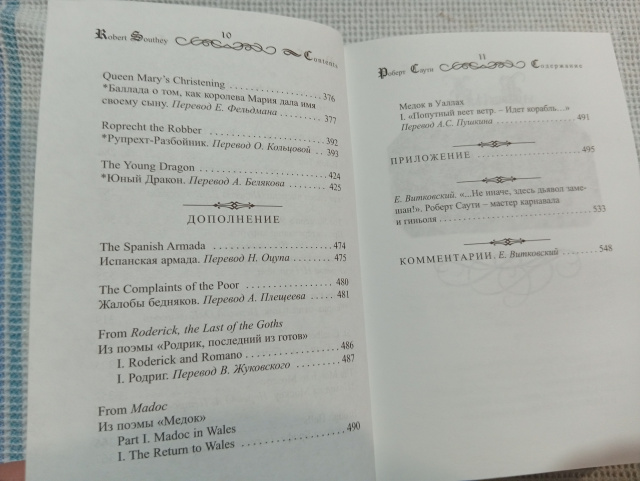 Robert Southey
10
Contents
Queen Mary's Christening . . . . . . . . . . . . . . . . . . . . 376
*Баллада о том, как королева Мария дала имя
своему сыну. Перевод Е. Фельдмана . . . . . . . . . . 377
Roprecht the Robber . . . . . . . . . . . . . . . . . . . . . . . . 392
*Рупрехт-Разбойник. Перевод О. Кольцовой . . 393
The Young Dragon . . . . . . . . . . . . . . . . . . . . . . . . . 424
*Юный Дракон. Перевод А. Белякова . . . . . . . . 425
ДОПОЛНЕНИЕ
The Spanish Armada . . . . . . . . . . . . . . . . . . . . . . . 474
Испанская армада. Перевод Н. Оцупа . . . . . . . . 475
The Complaints of the Poor . . . . . . . . . . . . . . . . . . 480
Жалобы бедняков. Перевод А. Плещеева . . . . . 481
From Roderick, the Last of the Goths
Из поэмы «Родрик, последний из готов»
I. Roderick and Romano . . . . . . . . . . . . . . . . . . 486
I. Родриг. Перевод В. Жуковского . . . . . . . . . 487
From Madoc
Из поэмы «Медок»
Part I. Madoc in Wales
I. The Return to Wales . . . . . . . . . . . . . . . . . . . 490
Роберт Саути
11
Содержание
Медок в Уэллах
I. «Попутный веет ветр. – Идет корабль...»
Перевод А.С. Пушкина . . . . . . . . . . . . . . . . . . 491
ПРИЛОЖЕНИЕ . . . . . . . . . . . . . . . . . . 495
Е. Витковский. «...Не иначе, здесь дьявол заме-
шан!». Роберт Саути – мастер карнавала
и гиньоля . . . . . . . . . . . . . . . . . . . . . . . . 533
КОММЕНТАРИИ. Е. Витковский . . . . . . . . 548